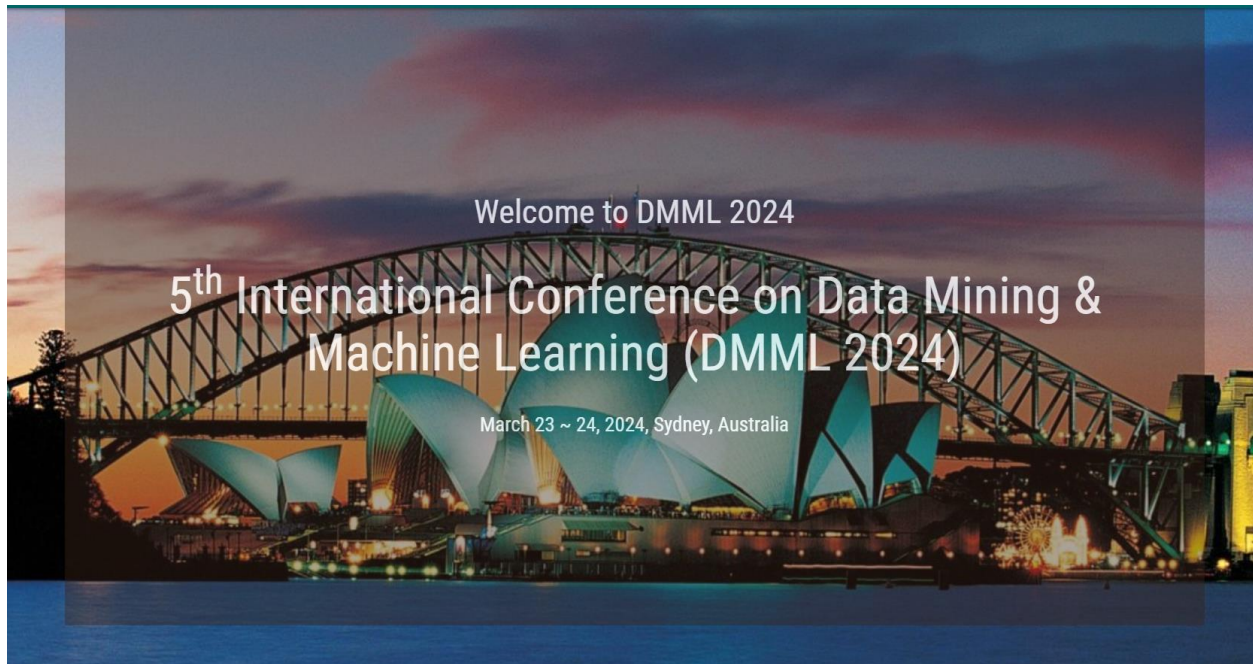 Welcome to DMML 2024
5th International Conference on Data Mining &
Machine Learning (DMML 2024)
March 23 ~ 24, 2024, Sydney, Australia